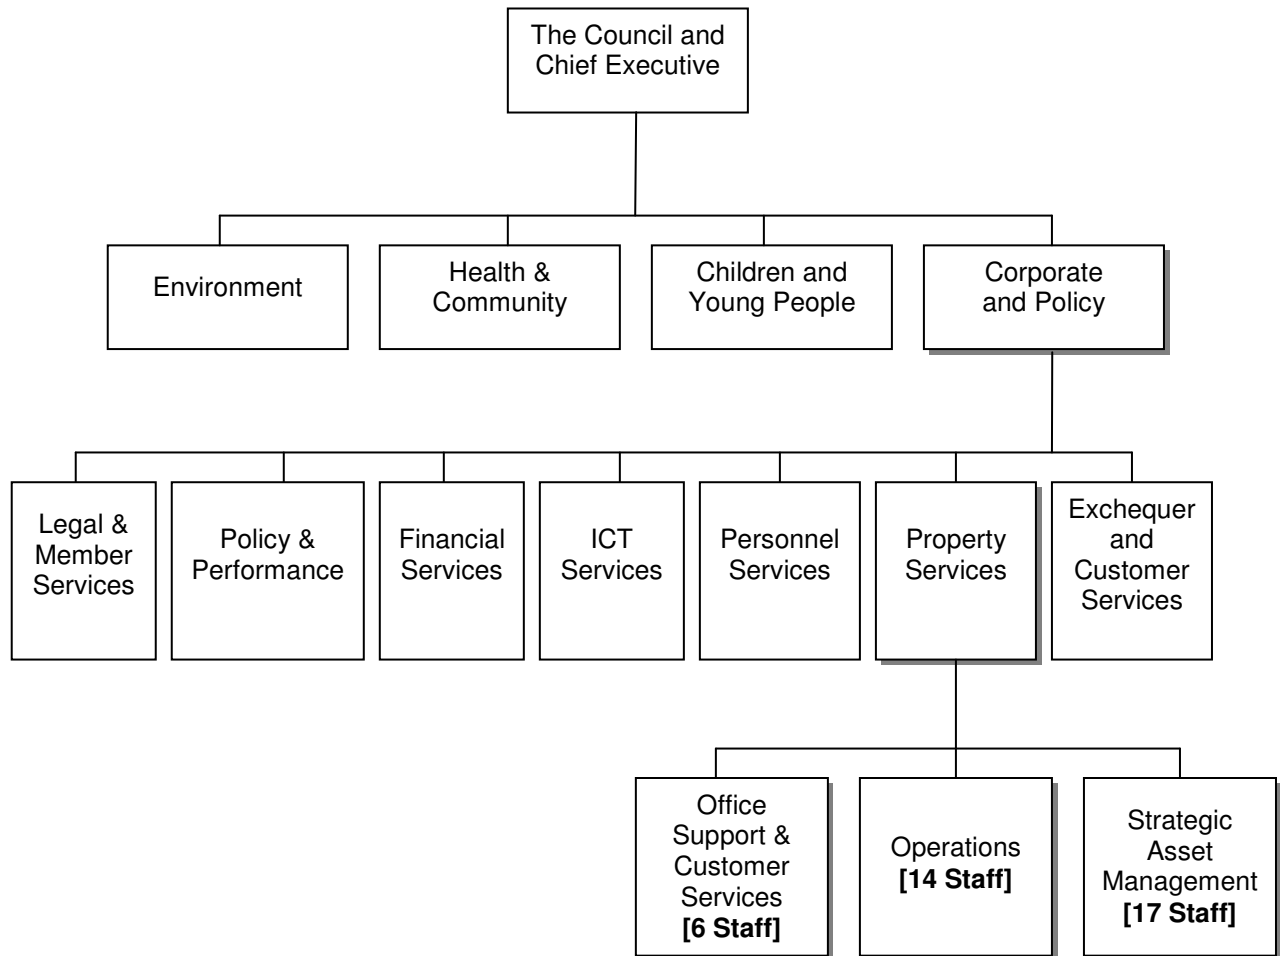 The Council and
Chief Executive
Environment
Health &
Community
Children and
Young People
Corporate
and Policy
Legal &
Member
Services
Policy &
Performance
Financial
Services
ICT
Services
Personnel
Services
Property
Services
Exchequer
and
Customer
Services
Office
Support &
Customer
Services
[6 Staff]
Operations
[14 Staff]
Strategic
Asset
Management
[17 Staff]